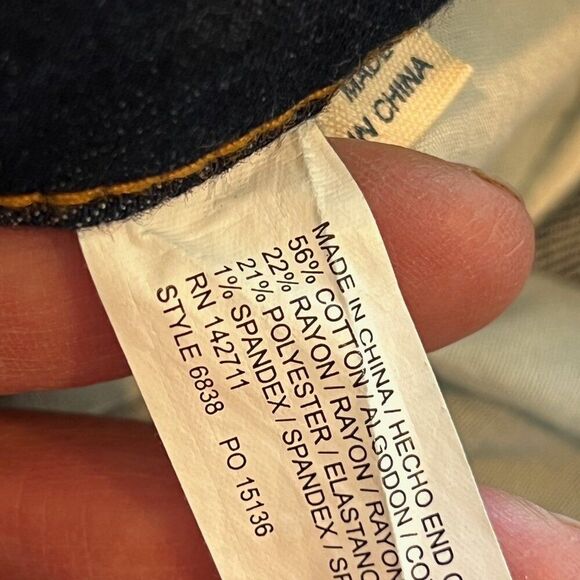 MADE
IN CHINA
MADE IN CHINA / HECHO END
56% COTTON / ALGODON / CO
22% RAYON / RAYON / RAYON
21% POLYESTER / ELASTANO
1% SPANDEX / SPANDEX / SP
RN 142711
STYLE 6838 PO 15136